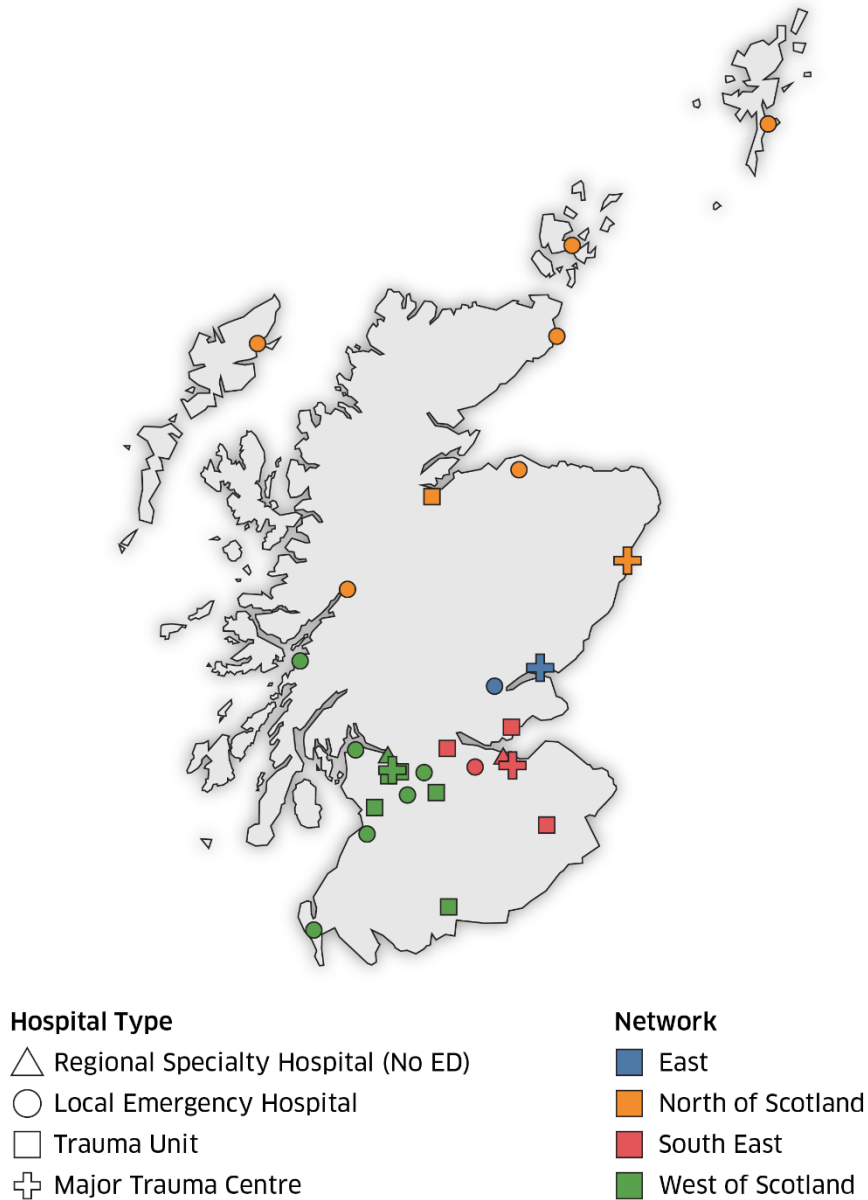 Hospital Type
Regional Specialty Hospital (No ED)
Local Emergency Hospital
Trauma Unit
Major Trauma Centre
Network
East
North of Scotland
South East
West of Scotland